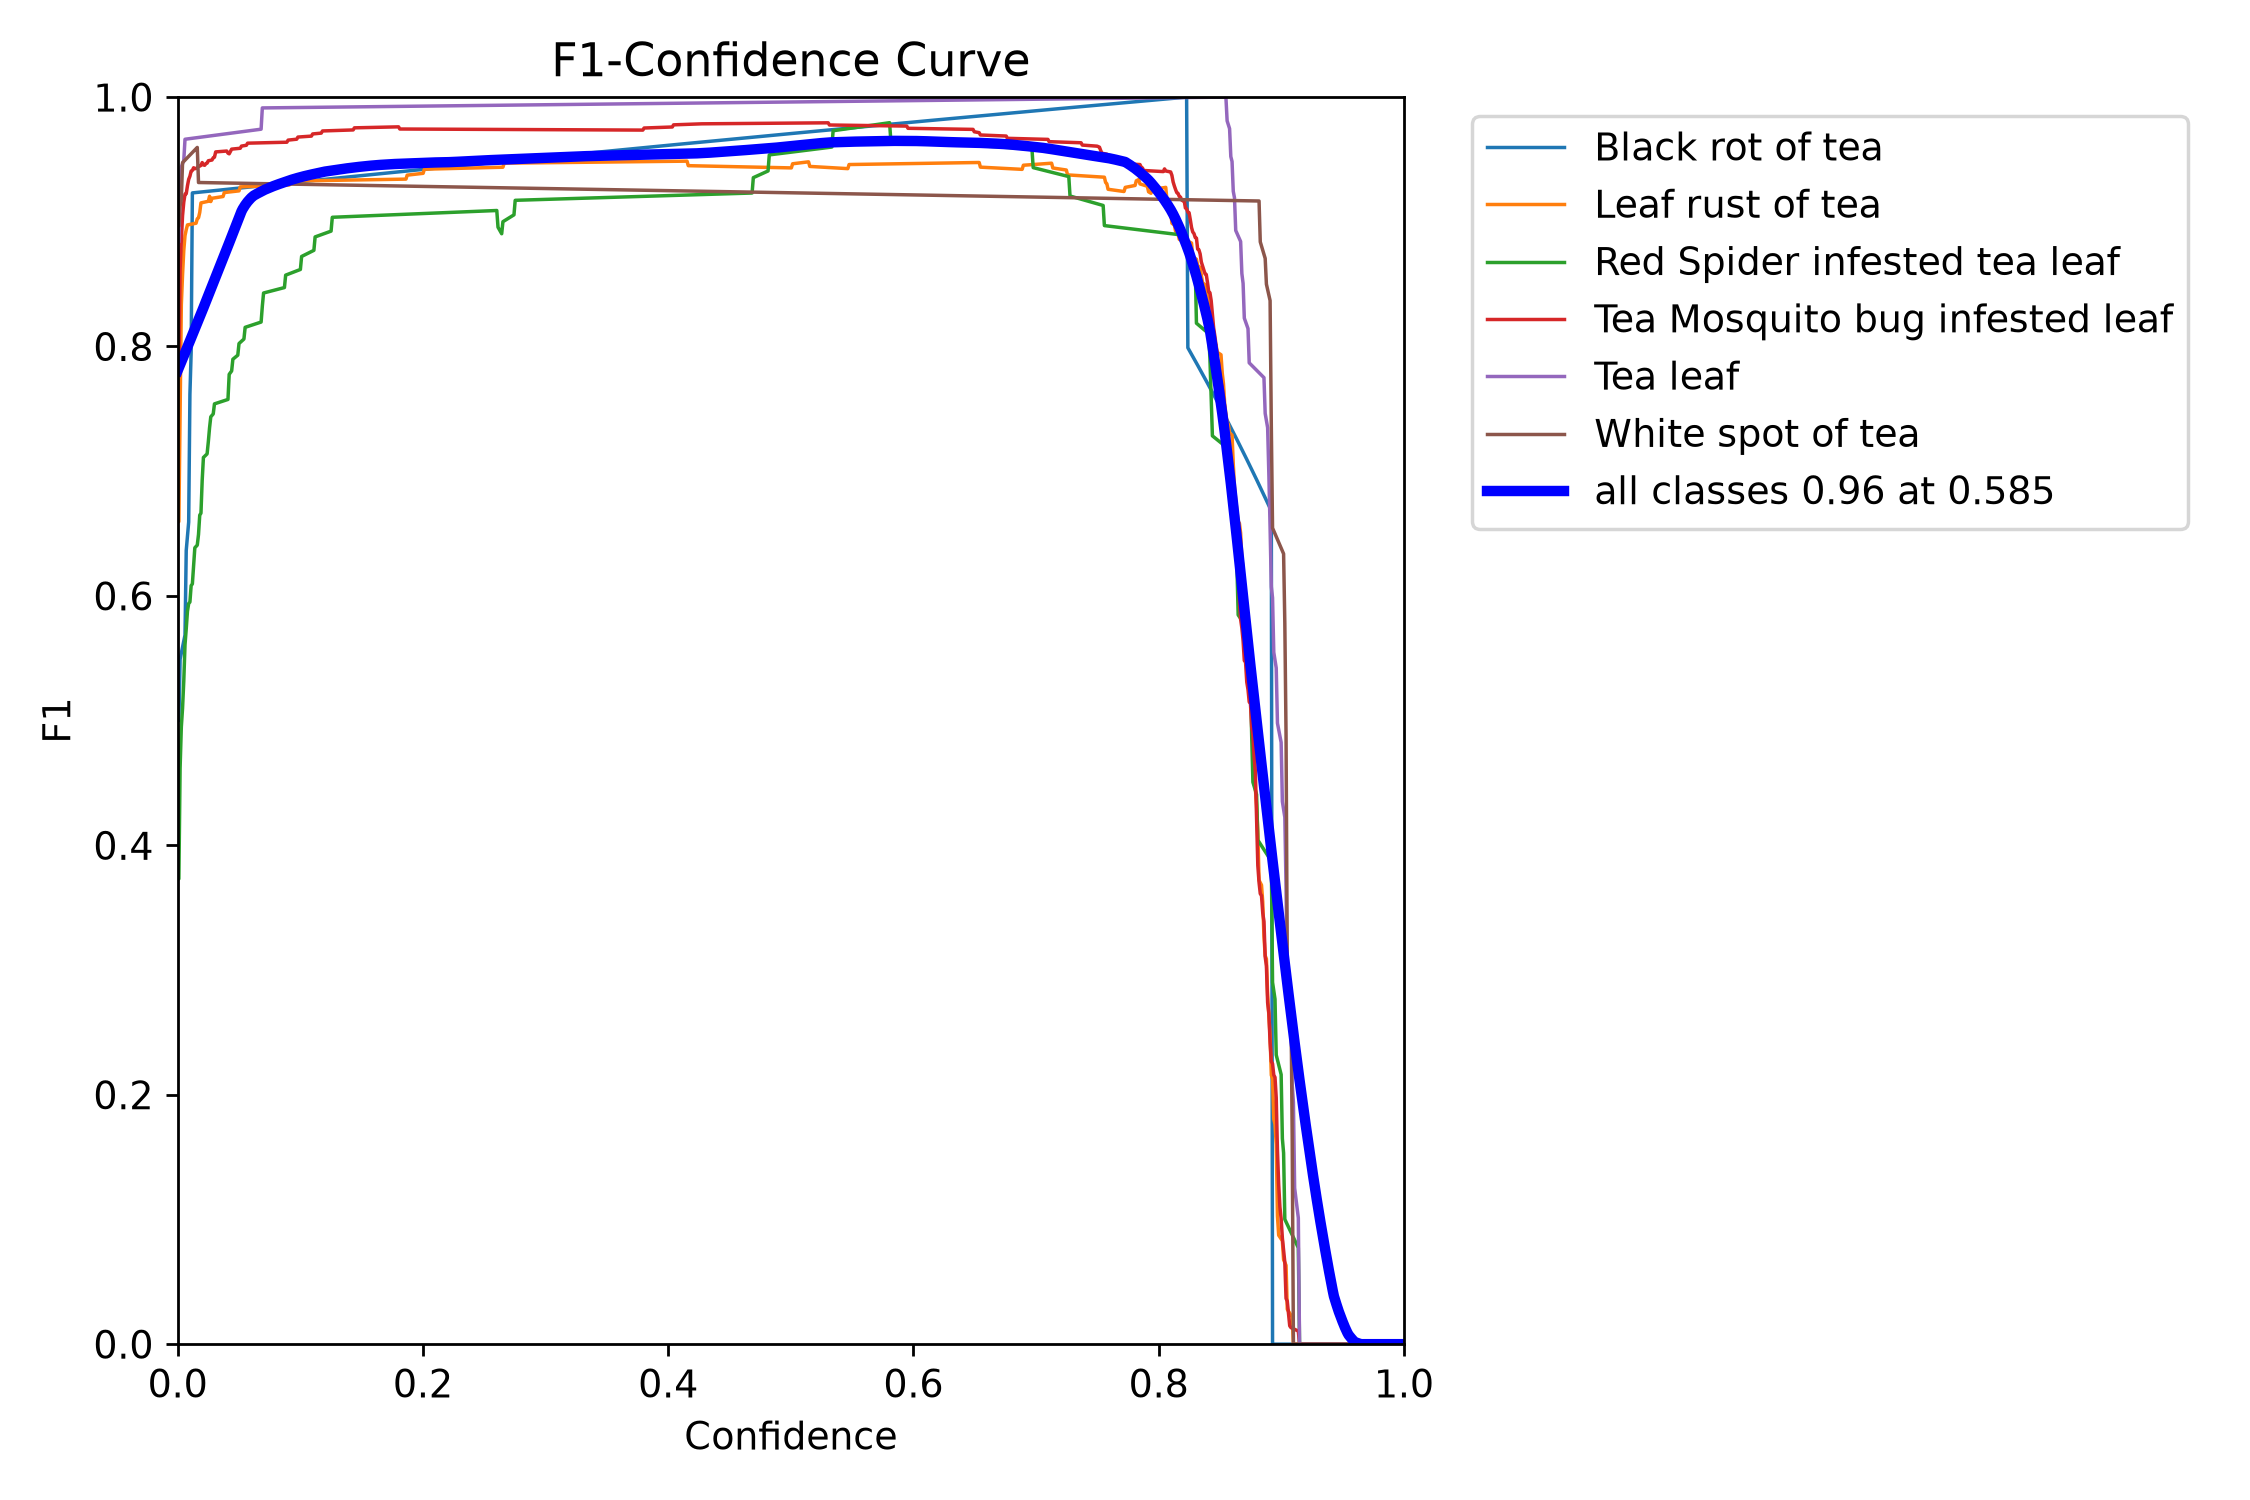 F1-Confidence Curve
1.0
0.8
0.6
0.4
0.2
0.0
F1
0.0 0.2 0.4 0.6 0.8 1.0
Confidence
Black rot of tea
Leaf rust of tea
Red Spider infested tea leaf
Tea Mosquito bug infested leaf
Tea leaf
White spot of tea
all classes 0.96 at 0.585